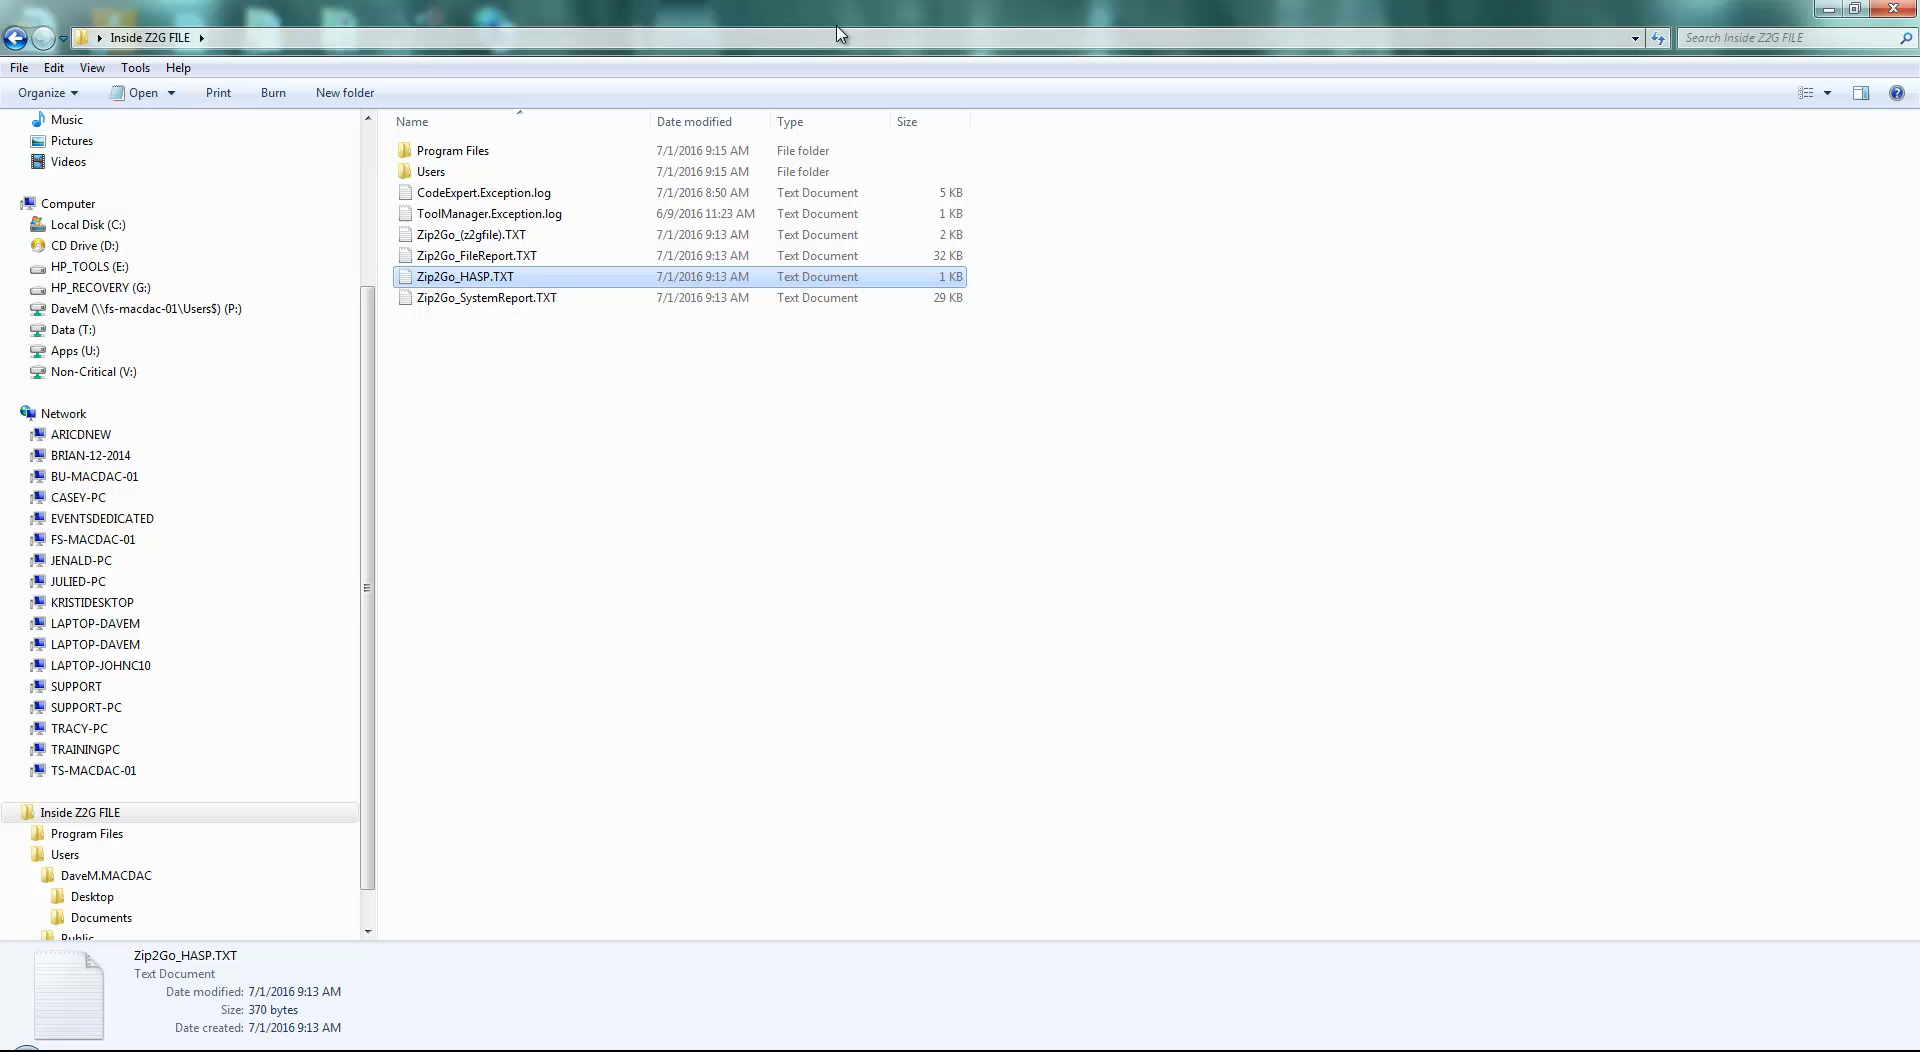 Inside Z2G FILE
Search Inside Z2G FILE
File Edit View Tools Help
Organize Open Print Burn New folder
Music
Pictures
Videos
Computer
Local Disk (C:)
CD Drive (D:)
HP_TOOLS (E:)
HP_RECOVERY (G:)
DaveM (\\fs-macdac-01\Users$) (P:)
Data (T:)
Apps (U:)
Non-Critical (V:)
Network
ARICDNEW
BRIAN-12-2014
BU-MACDAC-01
CASEY-PC
EVENTSDEDICATED
FS-MACDAC-01
JENALD-PC
JULIED-PC
KRISTIDESKTOP
LAPTOP-DAVEM
LAPTOP-DAVEM
LAPTOP-JOHNC10
SUPPORT
SUPPORT-PC
TRACY-PC
TRAININGPC
TS-MACDAC-01
Inside Z2G FILE
Program Files
Users
DaveM.MACDAC
Desktop
Documents
Public
Name Date modified Type Size
Program Files 7/1/2016 9:15 AM File folder
Users 7/1/2016 9:15 AM File folder
CodeExpert.Exception.log 7/1/2016 8:50 AM Text Document 5 KB
ToolManager.Exception.log 6/9/2016 11:23 AM Text Document 1 KB
Zip2Go_(z2gfile).TXT 7/1/2016 9:13 AM Text Document 2 KB
Zip2Go_FileReport.TXT 7/1/2016 9:13 AM Text Document 32 KB
Zip2Go_HASP.TXT 7/1/2016 9:13 AM Text Document 1 KB
Zip2Go_SystemReport.TXT 7/1/2016 9:13 AM Text Document 29 KB
Zip2Go_HASP.TXT
Text Document
Date modified: 7/1/2016 9:13 AM
Size: 370 bytes
Date created: 7/1/2016 9:13 AM